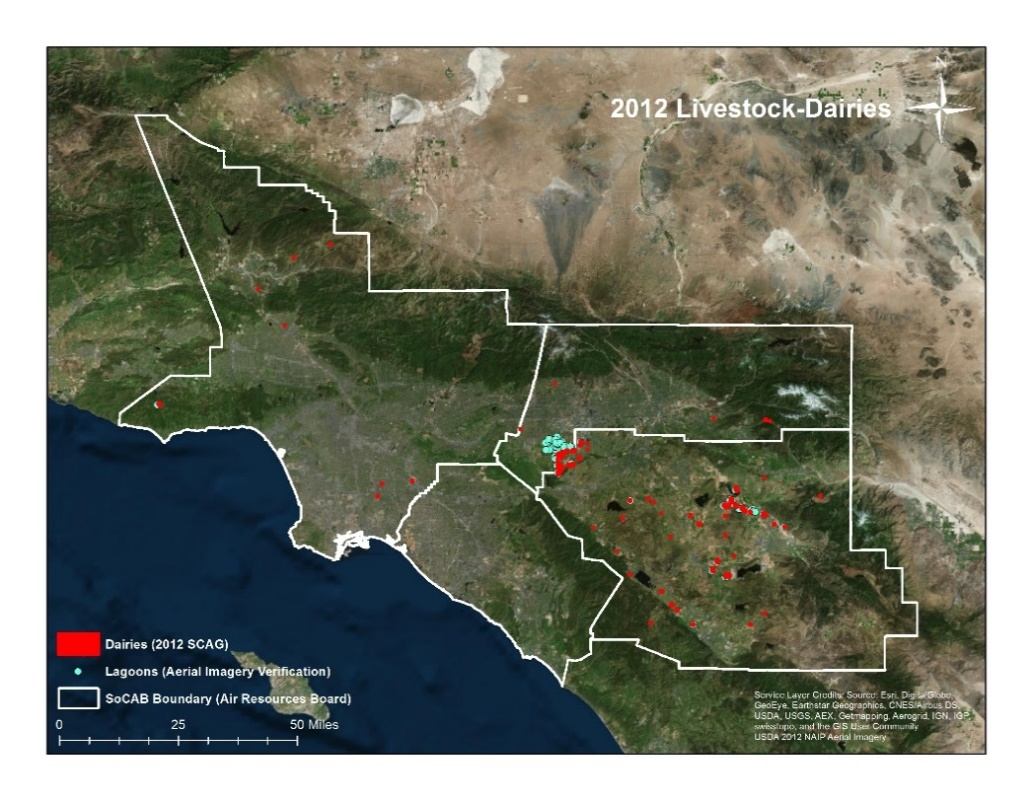 2012 Livestock-Dairies
N
Dairies (2012 SCAG)
Lagoons (Aerial Imagery Verification)
SoCAB Boundary (Air Resources Board)
0 25 50 Miles
Service Layer Credits: Source: Esri, DigitalGlobe,
GeoEye, Earthstar Geographics, CNES/Airbus DS,
USDA, USGS, AEX, Getmapping, Aerogrid, IGN, IGP,
swisstopo, and the GIS User Community
USDA 2012 NAIP Aerial Imagery